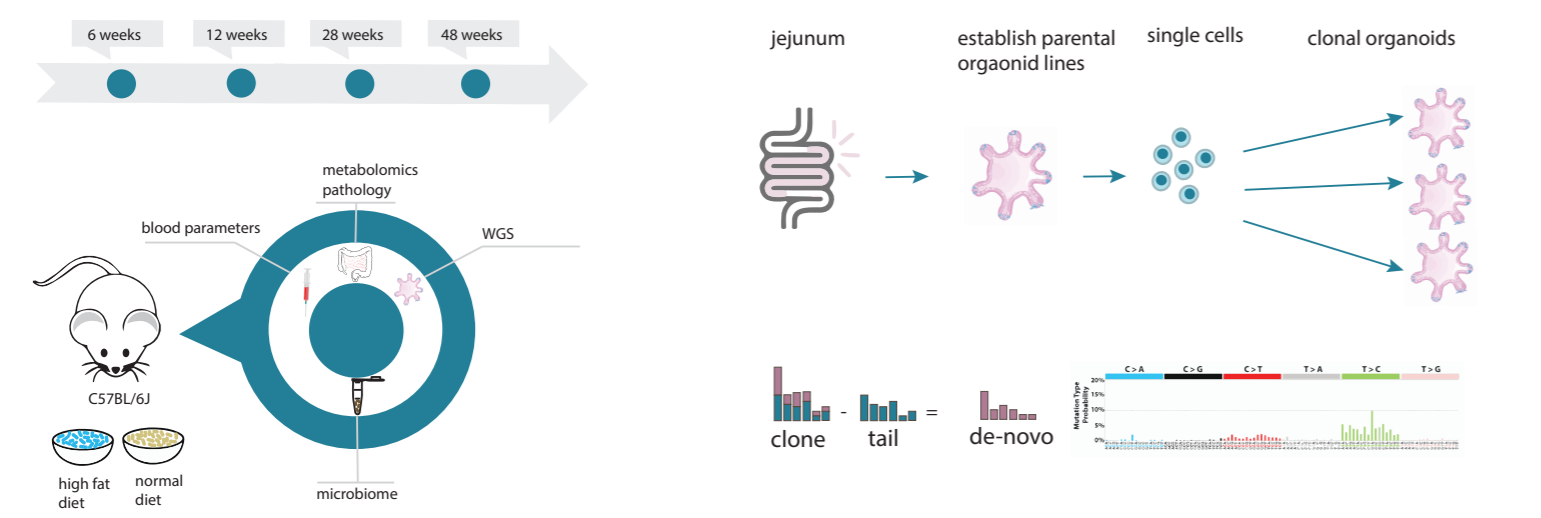 6 weeks
12 weeks
28 weeks
48 weeks
metabolomics
pathology
blood parameters
WGS
C57BL/6J
high fat
diet
normal
diet
microbiome
jejunum
establish parental
orgaonid lines
single cells
clonal organoids
clone
-
tail
=
de-novo
C > A
C > G
C > T
T > A
T > C
T > G
Mutation Type
Probability
20%
15%
10%
5%
0%